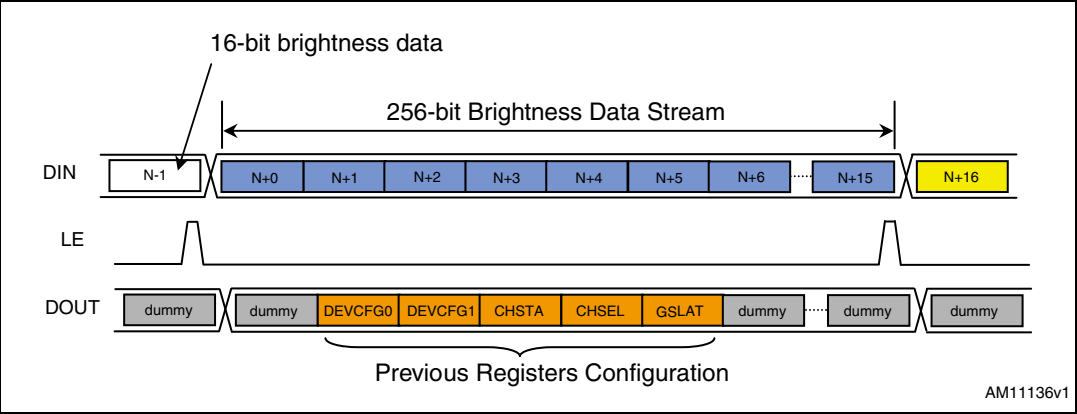 16-bit brightness data
256-bit Brightness Data Stream
DIN N-1 N+0 N+1 N+2 N+3 N+4 N+5 N+6 N+15 N+16
LE
DOUT dummy dummy DEVCFG0 DEVCFG1 CHSTA CHSEL GSLAT dummy dummy dummy
Previous Registers Configuration
AM11136v1